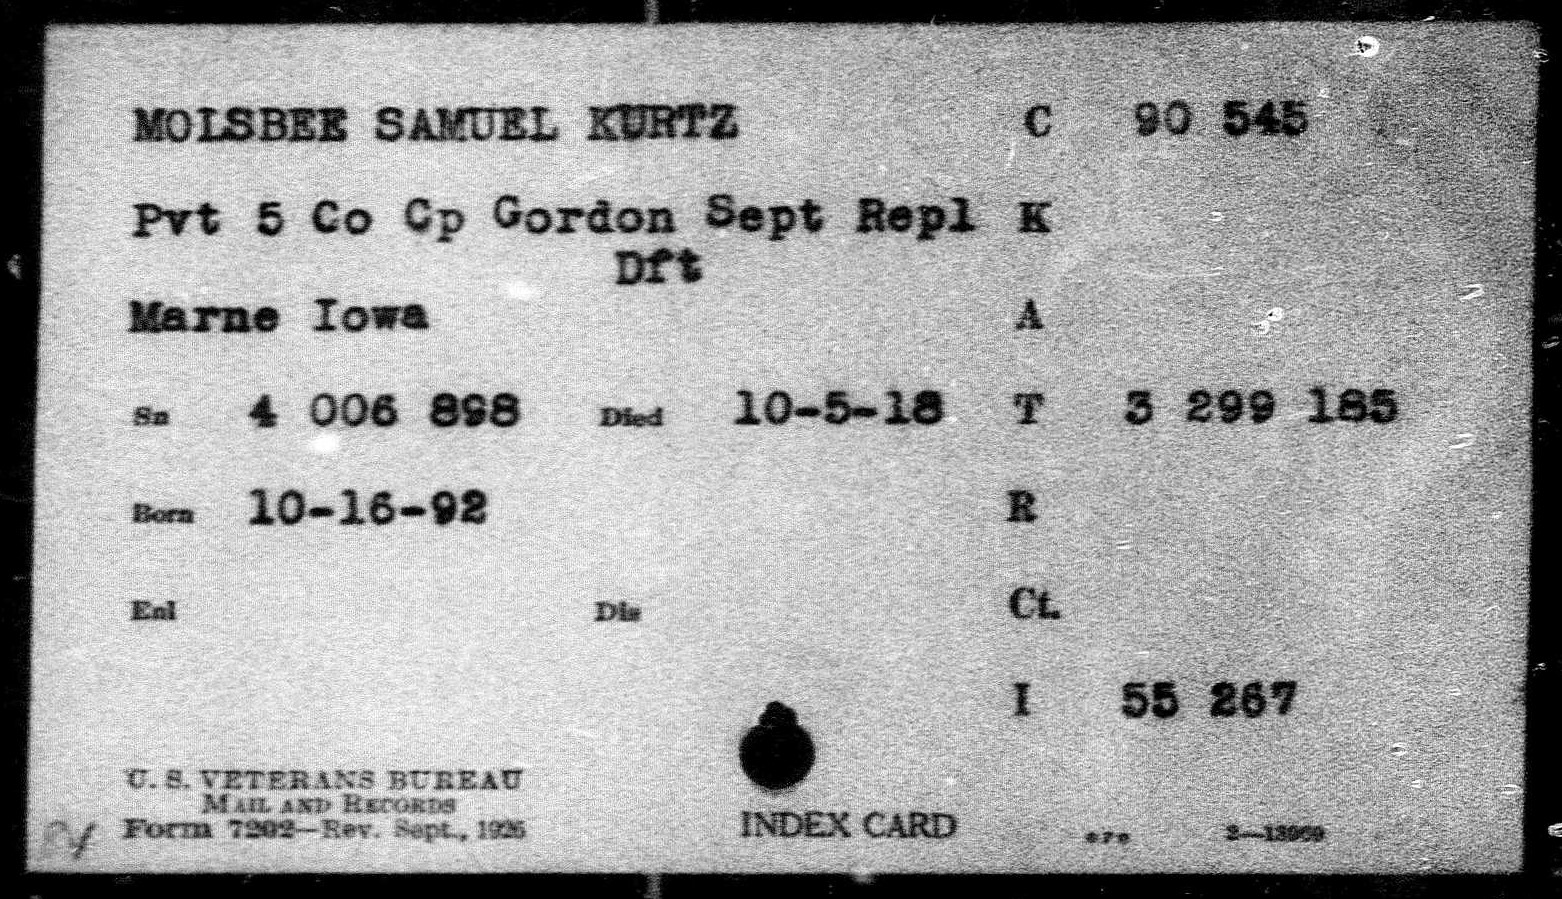 MOLSBEE SAMUEL KURTZ C 90 545
Pvt 5 Co Cp Gordon Sept Repl K
Dft
Marne Iowa A
Sn 4 006 898 Died 10-5-18 T 3 299 185
Born 10-16-92 R
Enl Dis Ct.
I 55 267
U. S. VETERANS BUREAU
MAIL AND RECORDS
Form 7202—Rev. Sept., 1925 INDEX CARD